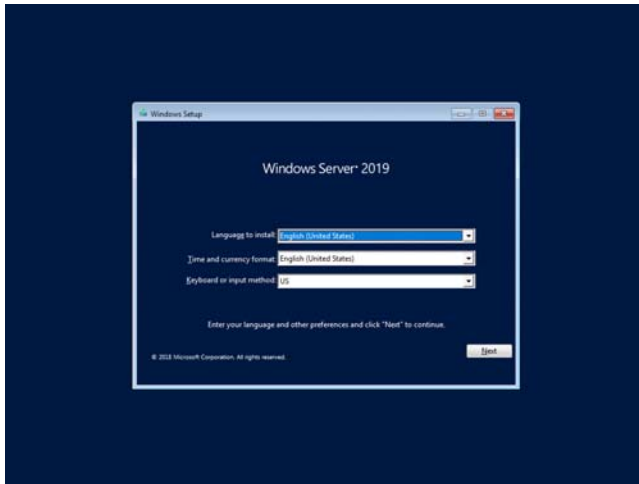 Windows Setup
Windows Server® 2019
Language to install: English (United States)
Time and currency format: English (United States)
Keyboard or input method: US
Enter your language and other preferences and click "Next" to continue.
© 2018 Microsoft Corporation. All rights reserved.
Next